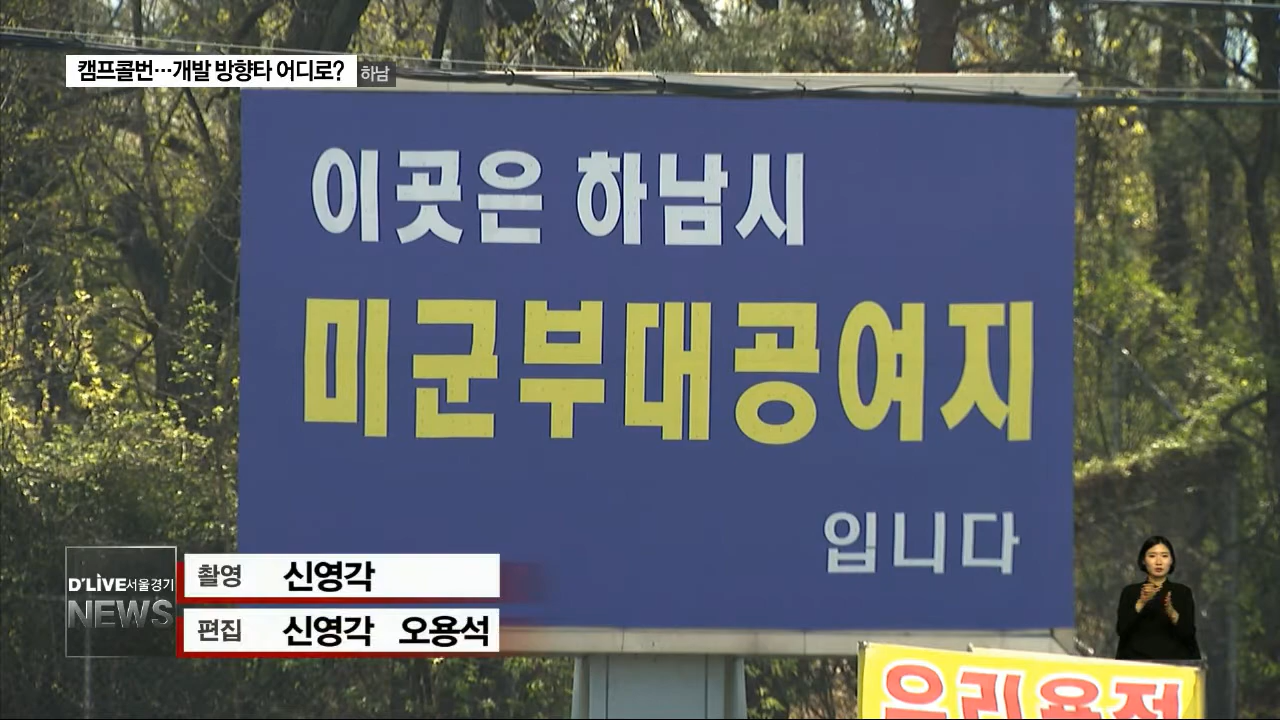 캠프콜번…개발 방향타 어디로? 하남
이곳은 하남시
미군부대공여지
입니다
D'LIVE서울경기
NEWS
촬영 신영각
편집 신영각 오용석